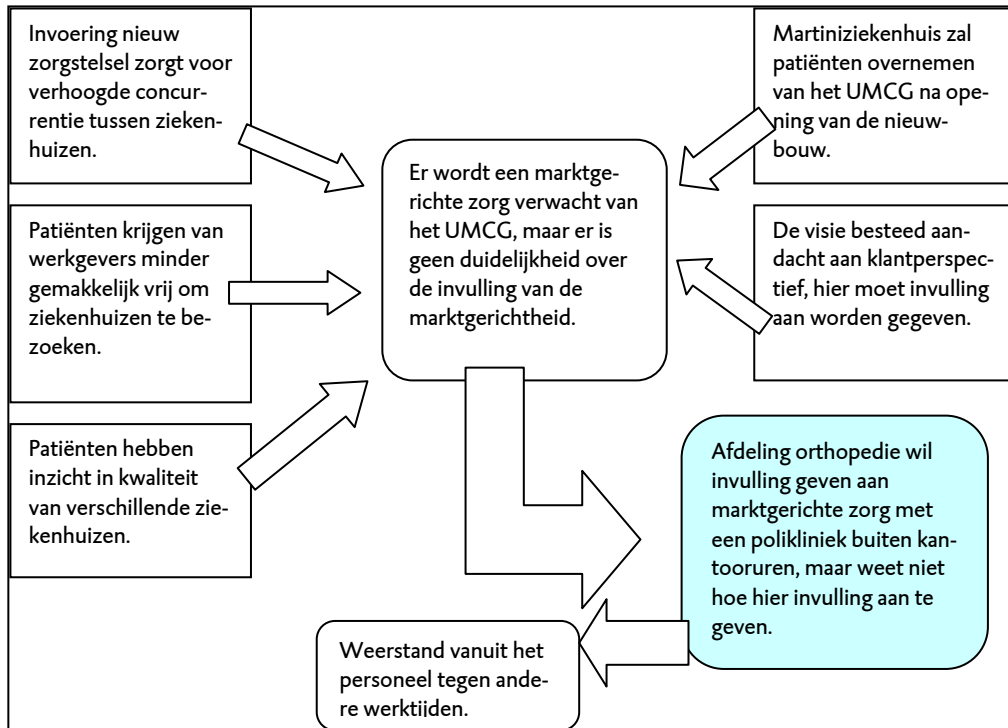 Invoering nieuw
zorgstelsel zorgt voor
verhoogde concur-
rentie tussen zieken-
huizen.
Patiënten krijgen van
werkgevers minder
gemakkelijk vrij om
ziekenhuizen te be-
zoeken.
Patiënten hebben
inzicht in kwaliteit
van verschillende zie-
kenhuizen.
Er wordt een marktge-
richte zorg verwacht van
het UMCG, maar er is
geen duidelijkheid over
de invulling van de
marktgerichtheid.
Martiniziekenhuis zal
patiënten overnemen
van het UMCG na ope-
ning van de nieuw-
bouw.
De visie besteed aan-
dacht aan klantperspec-
tief, hier moet invulling
aan worden gegeven.
Afdeling orthopedie wil
invulling geven aan
marktgerichte zorg met
een polikliniek buiten kan-
tooruren, maar weet niet
hoe hier invulling aan te
geven.
Weerstand vanuit het
personeel tegen ande-
re werktijden.